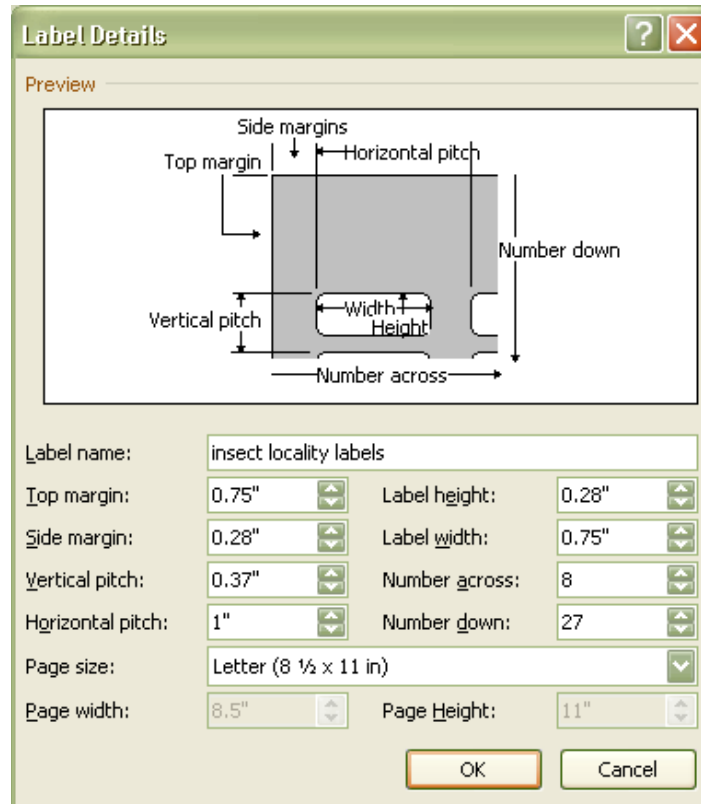 Label Details
?
Preview
Side margins
Top margin
Horizontal pitch
Number down
Vertical pitch
Width
Height
Number across
Label name: insect locality labels
Top margin: 0.75" Label height: 0.28"
Side margin: 0.28" Label width: 0.75"
Vertical pitch: 0.37" Number across: 8
Horizontal pitch: 1" Number down: 27
Page size: Letter (8 ½ x 11 in)
Page width: 8.5" Page Height: 11"
OK Cancel